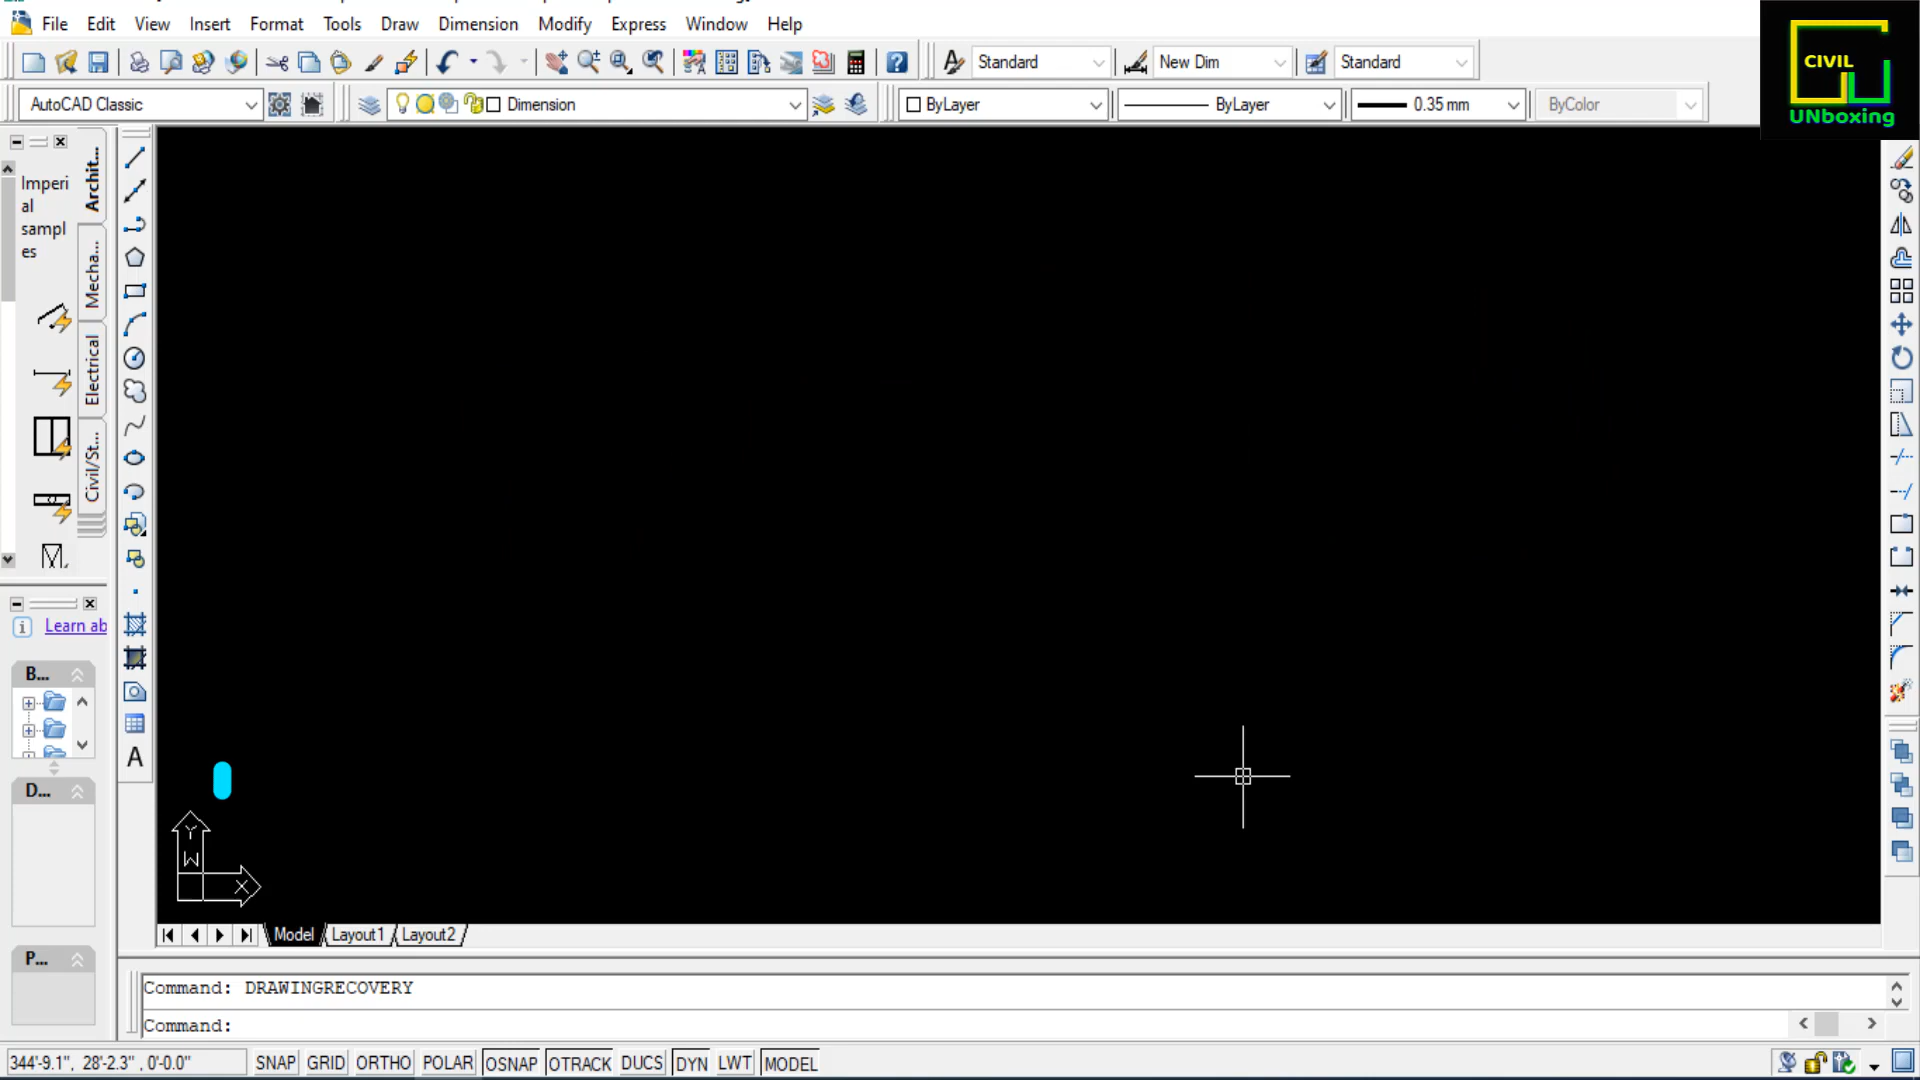 File Edit View Insert Format Tools Draw Dimension Modify Express Window Help
Standard New Dim Standard
AutoCAD Classic Dimension ByLayer ByLayer 0.35 mm ByColor
CIVIL
UNboxing
Imperi
al
sampl
es
Archit...
Mecha...
Electrical
Civil/St...
Learn ab
B...
D...
P...
A
Y
W
X
Model Layout1 Layout2
Command: DRAWINGRECOVERY
Command:
344'-9.1", 28'-2.3" , 0'-0.0" SNAP GRID ORTHO POLAR OSNAP OTRACK DUCS DYN LWT MODEL